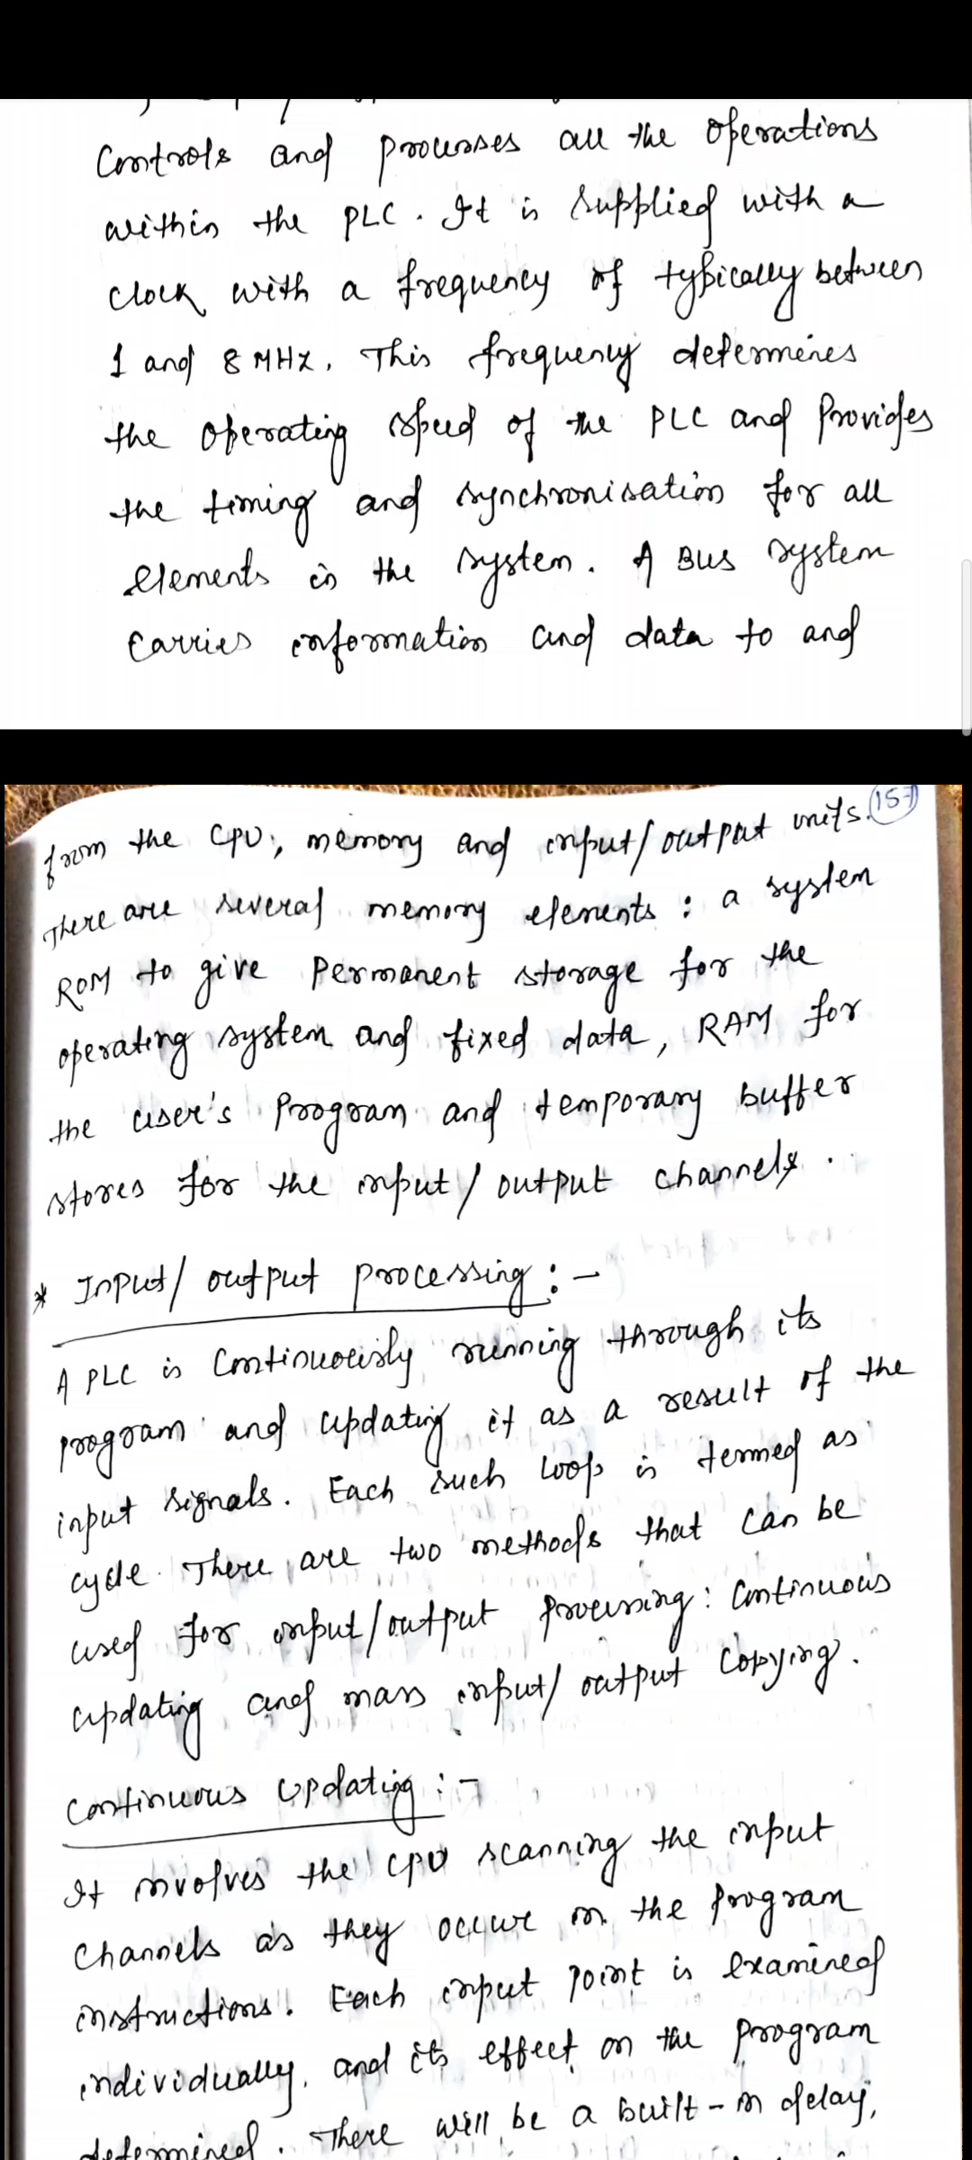 Controls and processes all the operations
within the PLC. It is supplied with a
clock with a frequency of typically between
1 and 8 MHz. This frequency determines
the operating speed of the PLC and Provides
the timing and synchronisation for all
elements in the system. A Bus system
carries information and data to and
157
from the CPU, memory and input/output units.
There are several memory elements : a system
ROM to give Permanent storage for the
operating system and fixed data, RAM for
the user's Program and temporary buffer
stores for the input/output channels.
* Input/output processing :-
A PLC is Continuously running through its
program and updating it as a result of the
input signals. Each such loop is termed as
cycle. There are two methods that can be
used for input/output processing: Continuous
updating and mass input/output Copying.
Continuous Updating :-
It involves the CPU scanning the input
channels as they occur in the program
instructions. Each input point is examined
individually, and its effect on the program
determined. There will be a built-in delay,